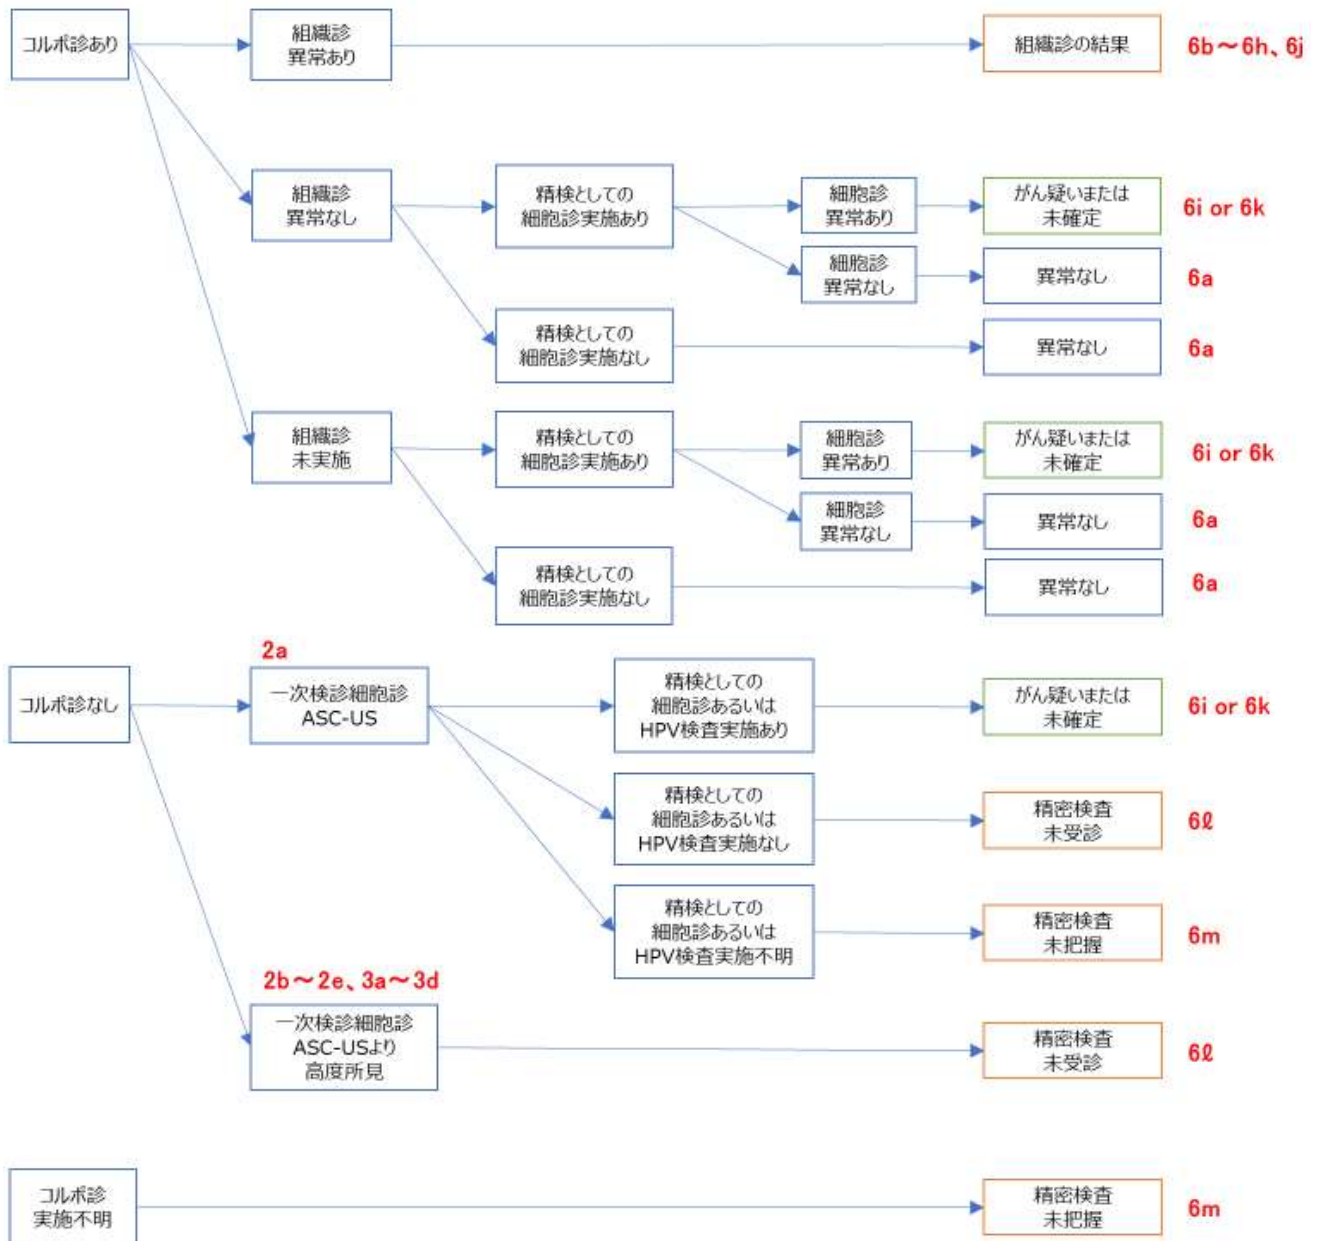 コルポ診あり
組織診
異常あり
組織診の結果
6b～6h、6j
組織診
異常なし
精検としての
細胞診実施あり
細胞診
異常あり
がん疑いまたは
未確定
6i or 6k
細胞診
異常なし
異常なし
6a
精検としての
細胞診実施なし
異常なし
6a
組織診
未実施
精検としての
細胞診実施あり
細胞診
異常あり
がん疑いまたは
未確定
6i or 6k
細胞診
異常なし
異常なし
6a
精検としての
細胞診実施なし
異常なし
6a
コルポ診なし
2a
一次検診細胞診
ASC-US
精検としての
細胞診あるいは
HPV検査実施あり
がん疑いまたは
未確定
6i or 6k
精検としての
細胞診あるいは
HPV検査実施なし
精密検査
未受診
6ℓ
精検としての
細胞診あるいは
HPV検査実施不明
精密検査
未把握
6m
2b～2e、3a～3d
一次検診細胞診
ASC-USより
高度所見
精密検査
未受診
6ℓ
コルポ診
実施不明
精密検査
未把握
6m